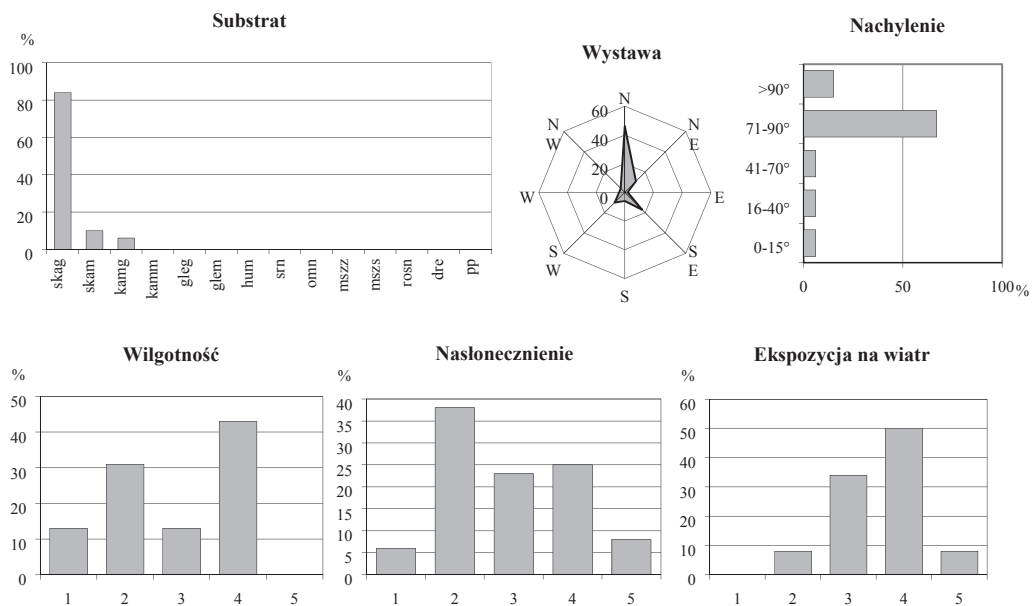 Substrat
%
100
80
60
40
20
0
skag
skam
kamg
kamm
gleg
glem
hum
srn
omn
mszz
mszs
rosn
dre
pp
Wystawa
N
N
E
E
S
E
S
S
W
W
N
W
60
40
20
0
Nachylenie
>90°
71-90°
41-70°
16-40°
0-15°
0
50
100
%
Wilgotność
%
50
40
30
20
10
0
1
2
3
4
5
Nasłonecznienie
%
40
35
30
25
20
15
10
5
0
1
2
3
4
5
Ekspozycja na wiatr
%
60
50
40
30
20
10
0
1
2
3
4
5